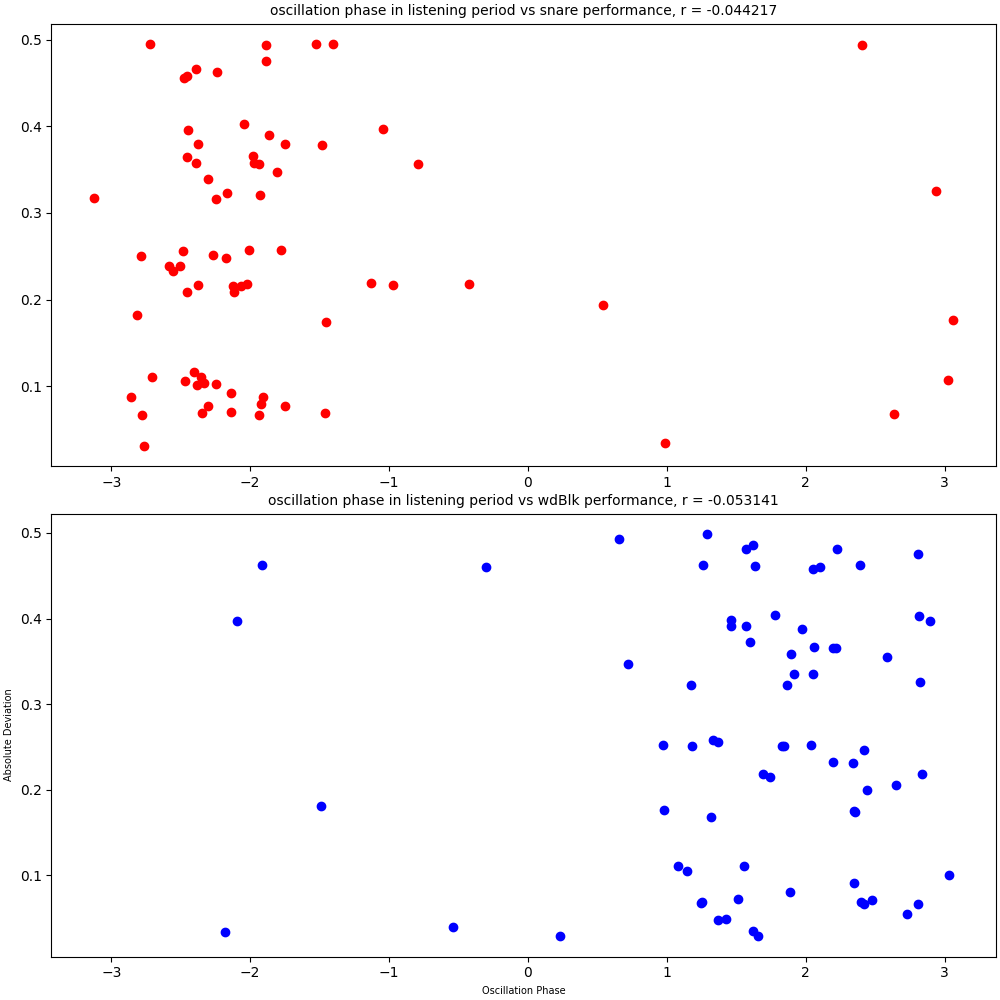 oscillation phase in listening period vs snare performance, r = -0.044217
0.5
0.4
0.3
0.2
0.1
−3 −2 −1 0 1 2 3
oscillation phase in listening period vs wdBlk performance, r = -0.053141
0.5
0.4
0.3
0.2
0.1
Absolute Deviation
−3 −2 −1 0 1 2 3
Oscillation Phase